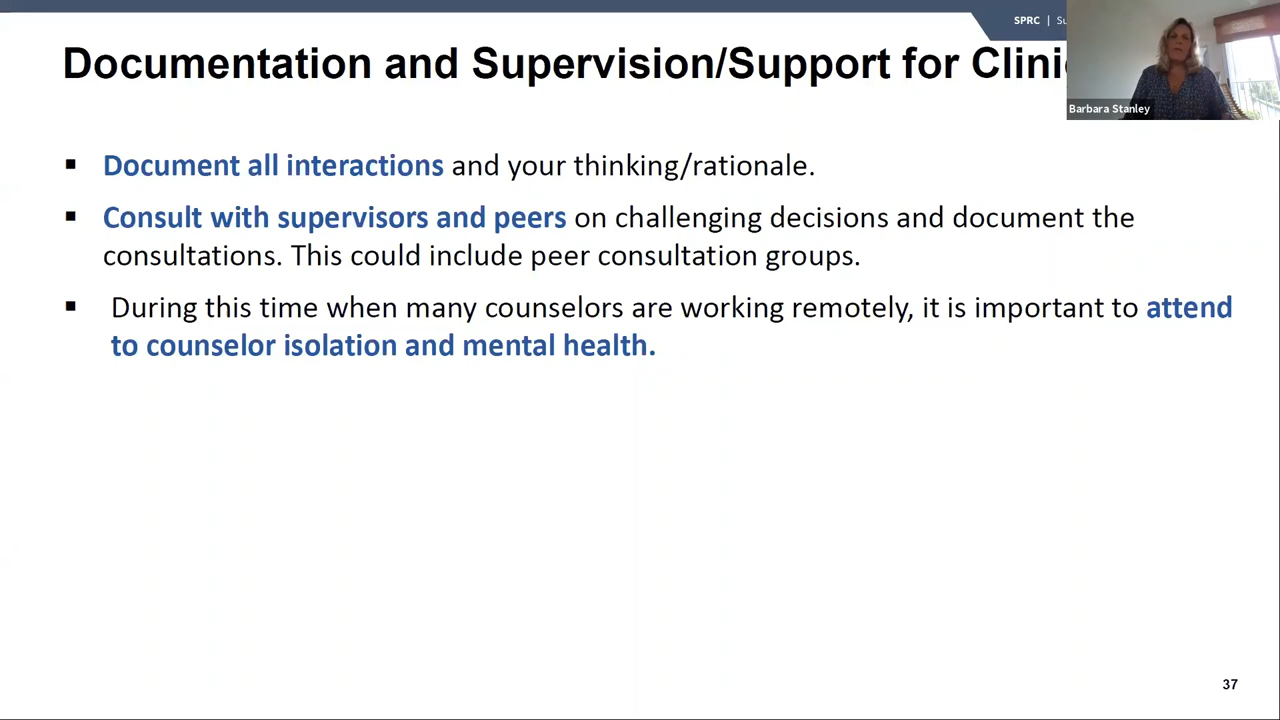 SPRC |
Documentation and Supervision/Support for
Barbara Stanley
▪ Document all interactions and your thinking/rationale.
▪ Consult with supervisors and peers on challenging decisions and document the
consultations. This could include peer consultation groups.
▪ During this time when many counselors are working remotely, it is important to attend
to counselor isolation and mental health.
37